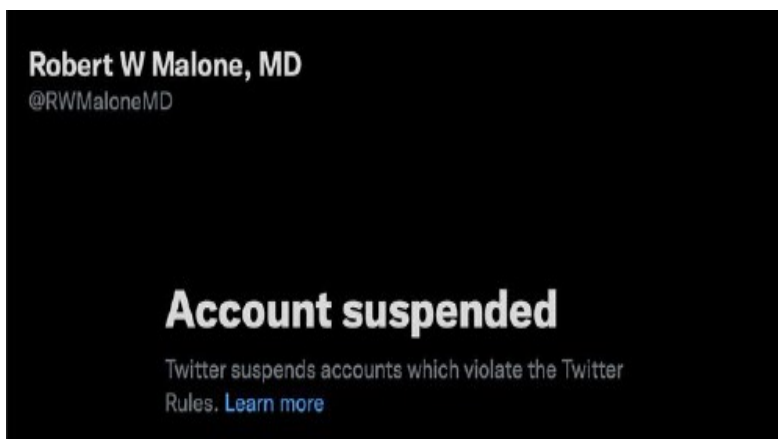 Robert W Malone, MD
@RWMaloneMD
Account suspended
Twitter suspends accounts which violate the Twitter
Rules. Learn more